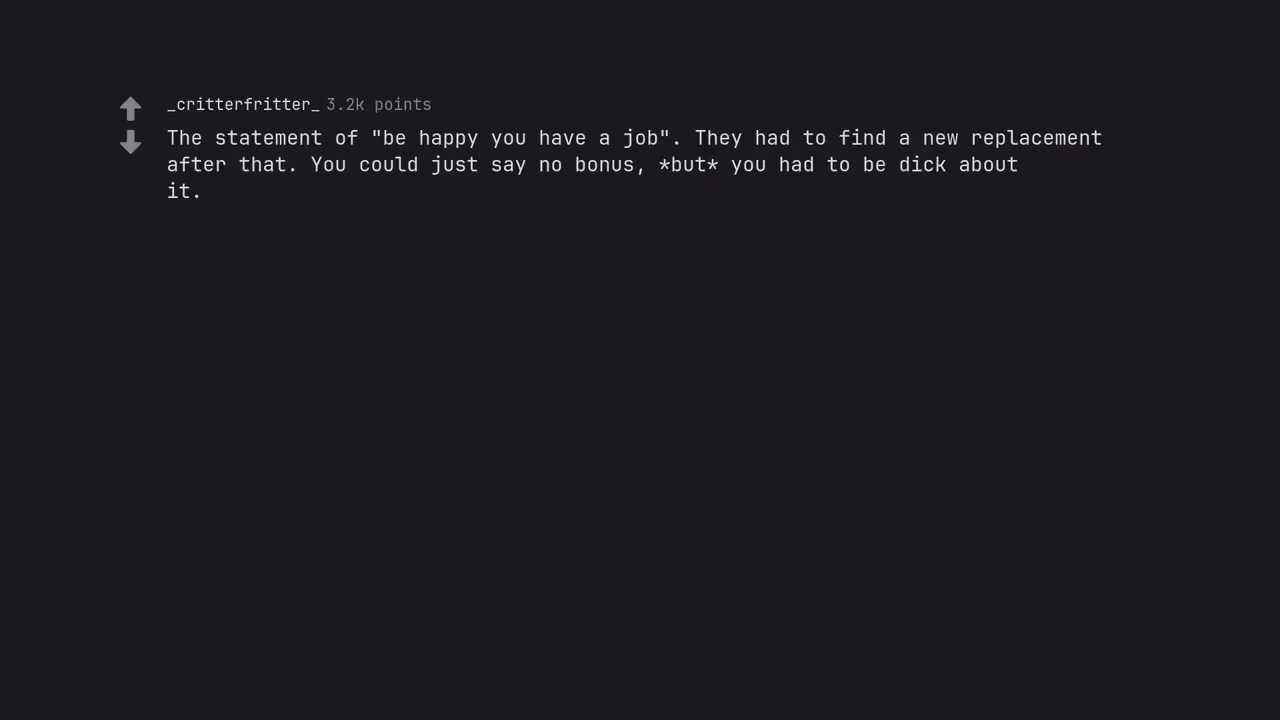 _critterfritter_ 3.2k points
The statement of "be happy you have a job". They had to find a new replacement
after that. You could just say no bonus, *but* you had to be dick about
it.